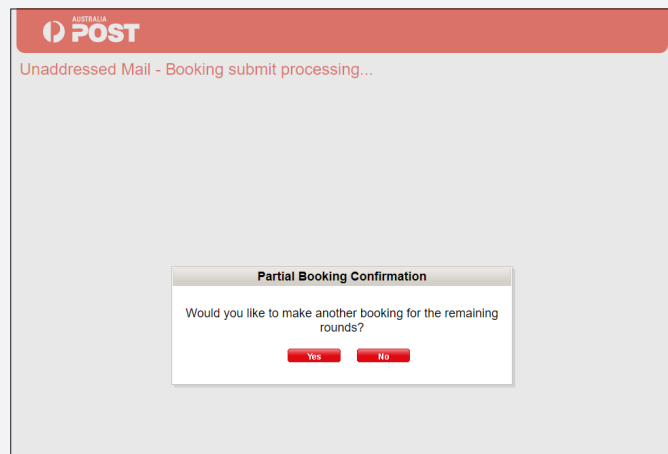 AUSTRALIA
POST
Unaddressed Mail - Booking submit processing...
Partial Booking Confirmation
Would you like to make another booking for the remaining
rounds?
Yes No